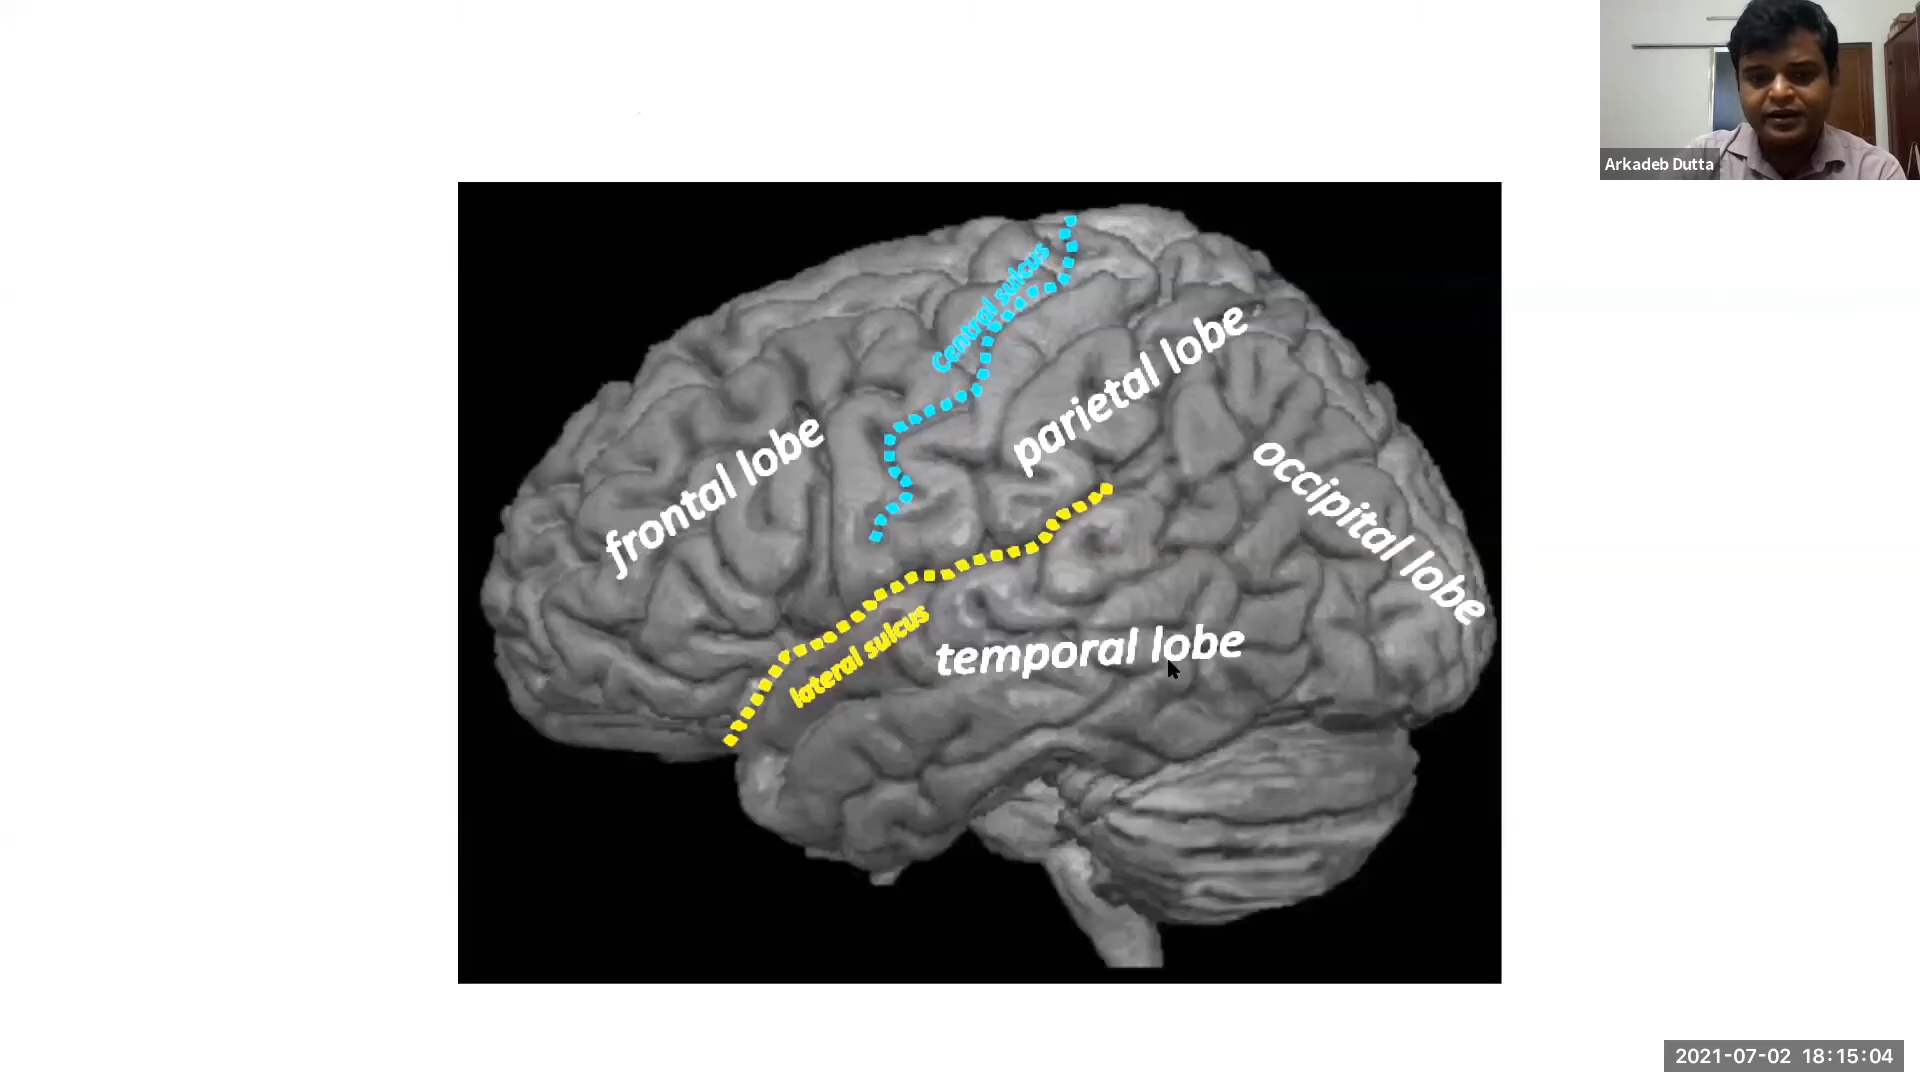 Arkadeb Dutta
Central sulcus
parietal lobe
frontal lobe
occipital lobe
lateral sulcus
temporal lobe
2021-07-02 18:15:04